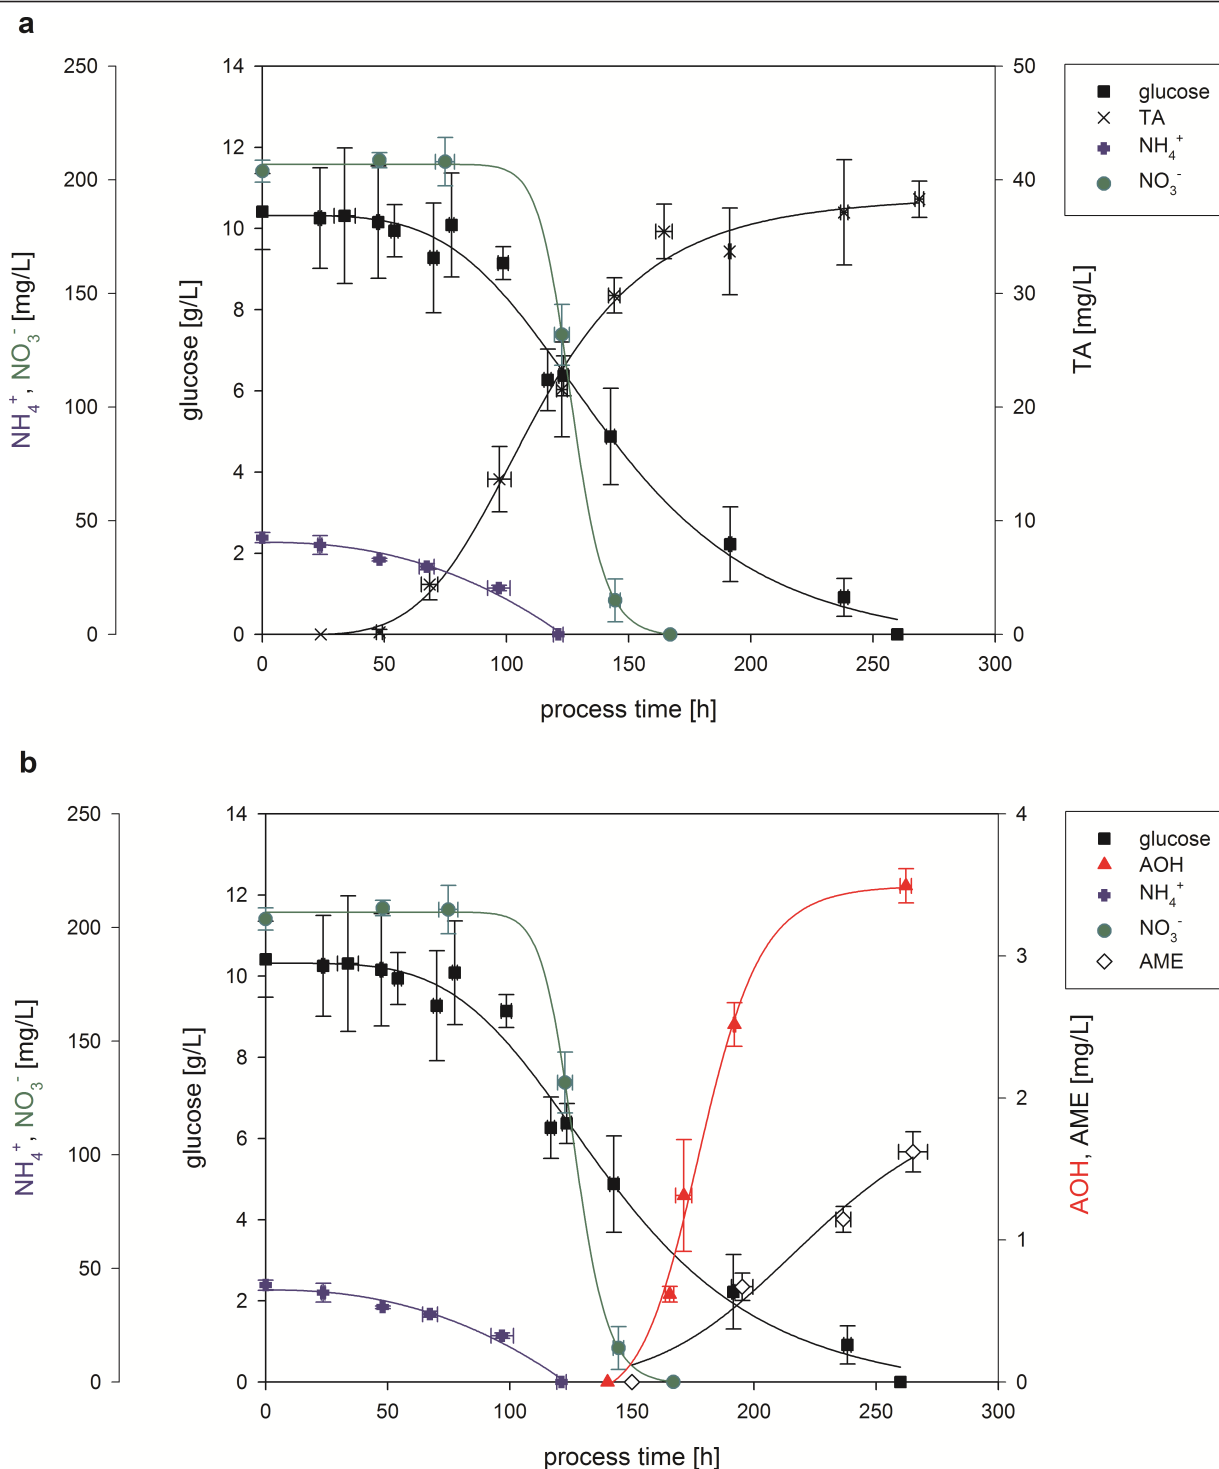 a
250
200
150
100
50
0
NH4+, NO3- [mg/L]
14
12
10
8
6
4
2
0
glucose [g/L]
50
40
30
20
10
0
TA [mg/L]
0 50 100 150 200 250 300
process time [h]
glucose
TA
NH4+
NO3-
b
250
200
150
100
50
0
NH4+, NO3- [mg/L]
14
12
10
8
6
4
2
0
glucose [g/L]
4
3
2
1
0
AOH, AME [mg/L]
0 50 100 150 200 250 300
process time [h]
glucose
AOH
NH4+
NO3-
AME